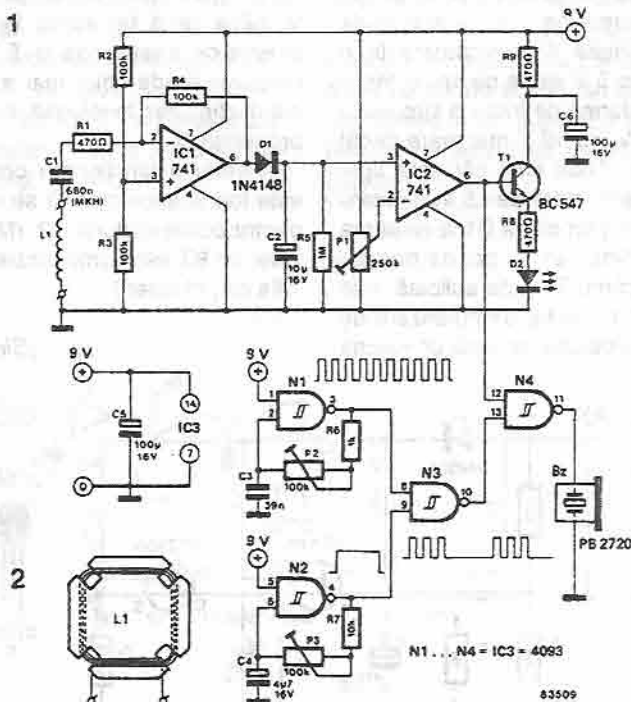 1
9 V
R2
100k
R4
100k
R9
470Ω
C6
100µ
16V
R1
470Ω
C1
680n
(MKH)
L1
2
3
7
6
4
IC1
741
D1
1N4148
R3
100k
C2
10µ
16V
R5
1M
P1
250k
3
2
7
6
4
IC2
741
T1
BC547
R8
470Ω
D2
9 V
C5
100µ
16V
0
14
IC3
7
9 V
N1
1
2
3
R6
1k
P2
100k
C3
39n
N4
12
13
11
N3
8
9
10
Bz
PB 2720
2
L1
9 V
N2
5
6
4
R7
10k
P3
100k
C4
4µ7
16V
N1 . . . N4 = IC3 = 4093
83509